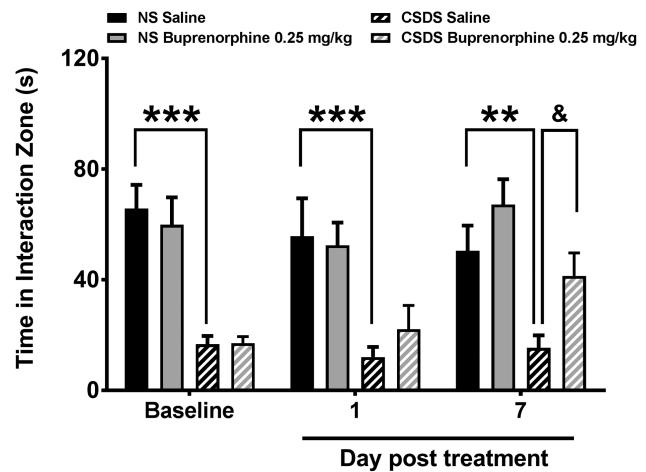 NS Saline
CSDS Saline
NS Buprenorphine 0.25 mg/kg
CSDS Buprenorphine 0.25 mg/kg
Time in Interaction Zone (s)
120
80
40
0
***
***
**
&
Baseline
1
7
Day post treatment